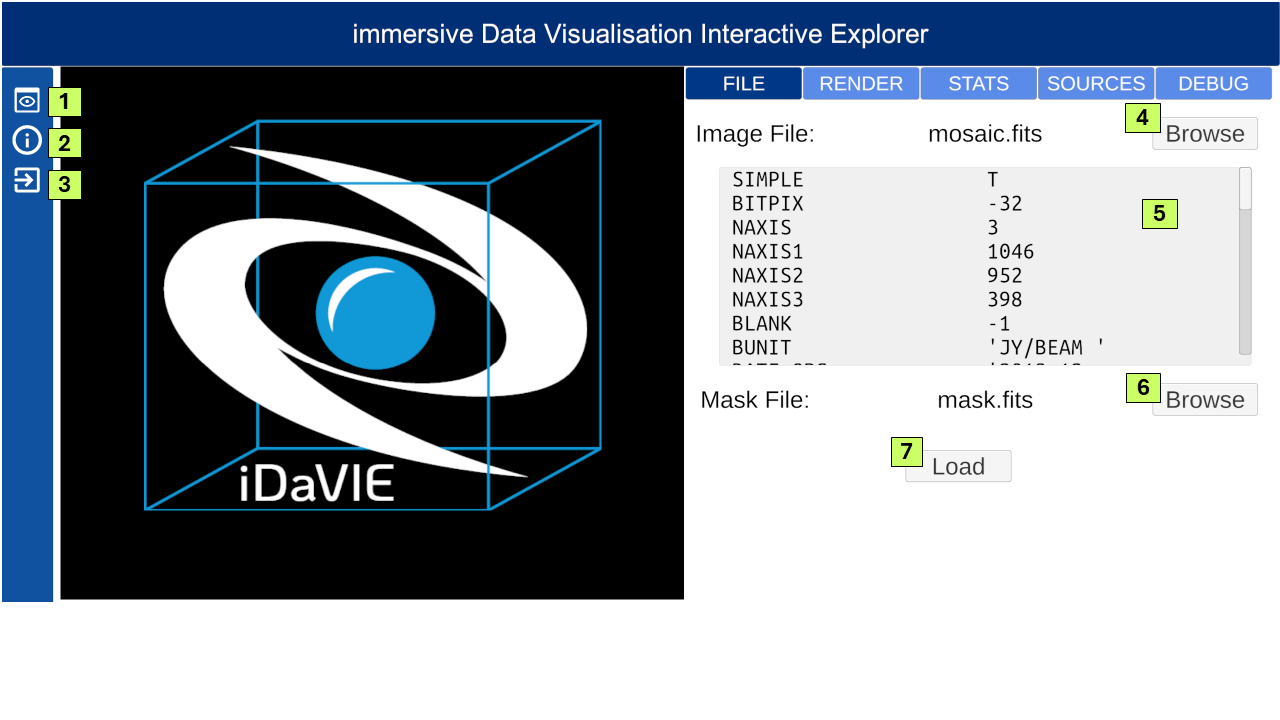 immersive Data Visualisation Interactive Explorer
FILE RENDER STATS SOURCES DEBUG
1
2
3
Image File: mosaic.fits 4 Browse
SIMPLE T
BITPIX -32
5
NAXIS 3
NAXIS1 1046
NAXIS2 952
NAXIS3 398
BLANK -1
BUNIT 'JY/BEAM '
Mask File: mask.fits 6 Browse
7 Load
iDaVIE